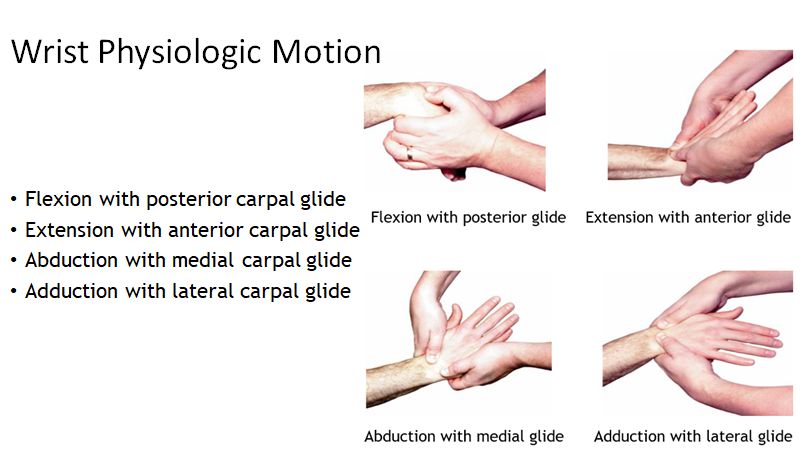 Wrist Physiologic Motion
• Flexion with posterior carpal glide
• Extension with anterior carpal glide
• Abduction with medial carpal glide
• Adduction with lateral carpal glide
Flexion with posterior glide
Extension with anterior glide
Abduction with medial glide
Adduction with lateral glide